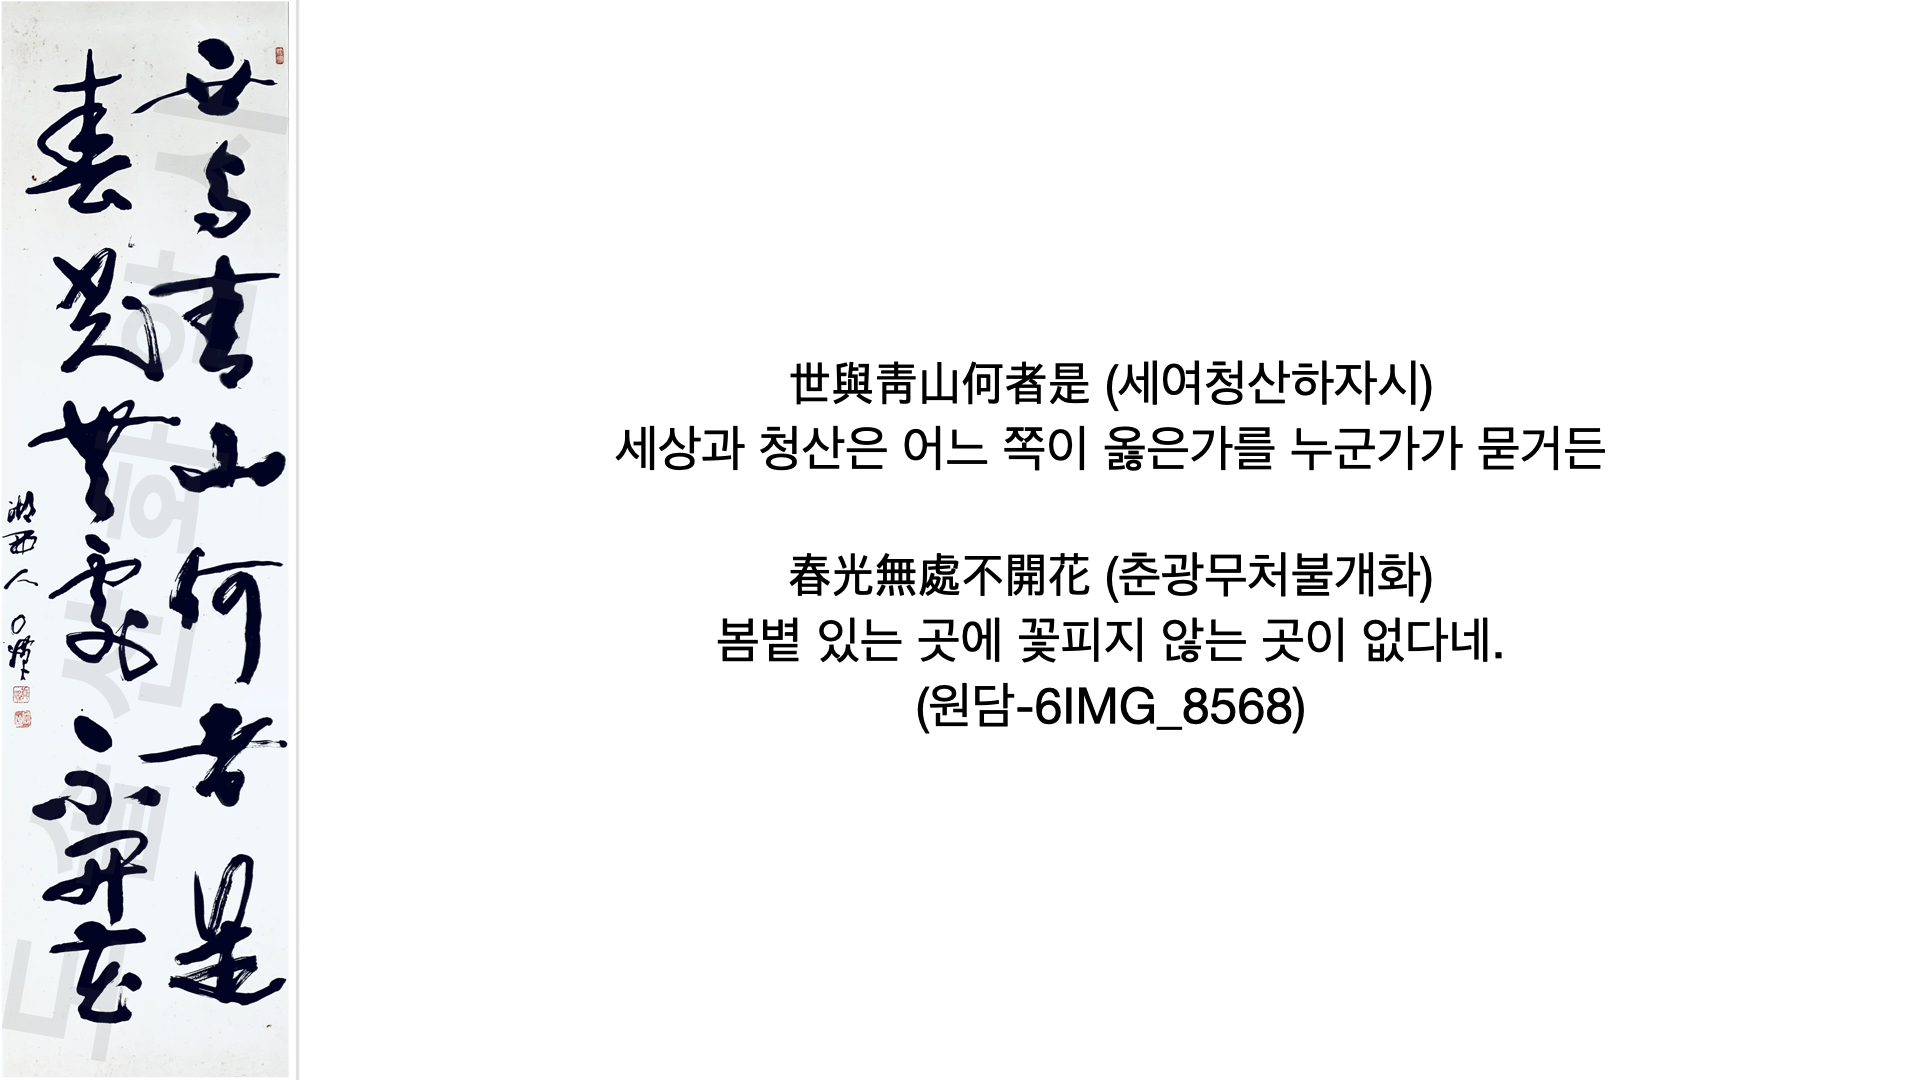 世與靑山何者是
春光無處不開花
湖西人
世與靑山何者是 (세여청산하자시)
세상과 청산은 어느 쪽이 옳은가를 누군가가 묻거든
春光無處不開花 (춘광무처불개화)
봄볕 있는 곳에 꽃피지 않는 곳이 없다네.
(원담-6IMG_8568)